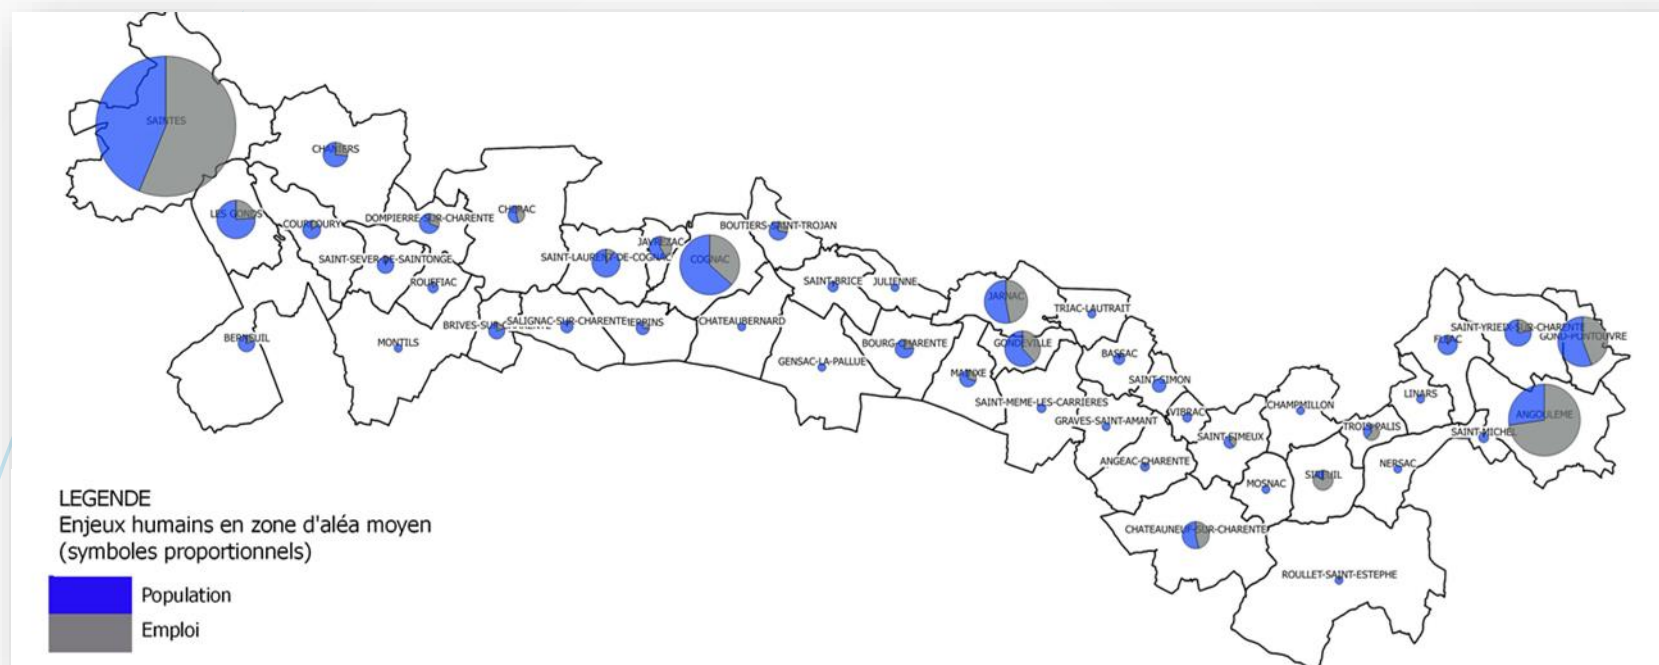 SAINTES
CHANIERS
LES GONDS
COURCOURY
DOMPIERRE-SUR-CHARENTE
CHERAC
SAINT-SEVER-DE-SAINTONGE
ROUFFIAC
SAINT-LAURENT-DE-COGNAC
JAVREZAC
COGNAC
BOUTIERS-SAINT-TROJAN
SAINT-BRICE
JULIENNE
JARNAC
TRIAC-LAUTRAIT
BERNEUIL
MONTILS
BRIVES-SUR-
SALIGNAC-SUR-CHARENTE
CHATEAUBERNARD
GENSAC-LA-PALLUE
BOURG-CHARENTE
GONDEVILLE
BASSAC
MAINXE
SAINT-SIMON
SAINT-MEME-LES-CARRIERES
GRAVES-SAINT-AMANT
VIBRAC
SAINT-SIMEUX
CHAMPMILLON
ANGEAC-CHARENTE
MOSNAC
SIREUIL
TROIS-PALIS
NERSAC
LINARS
FLEAC
SAINT-YRIEIX-SUR-CHARENTE
GOND-PONTOUVRE
ANGOULEME
SAINT-MICHEL
CHATEAUNEUF-SUR-CHARENTE
ROULLET-SAINT-ESTEPHE
LEGENDE
Enjeux humains en zone d'aléa moyen
(symboles proportionnels)
Population
Emploi